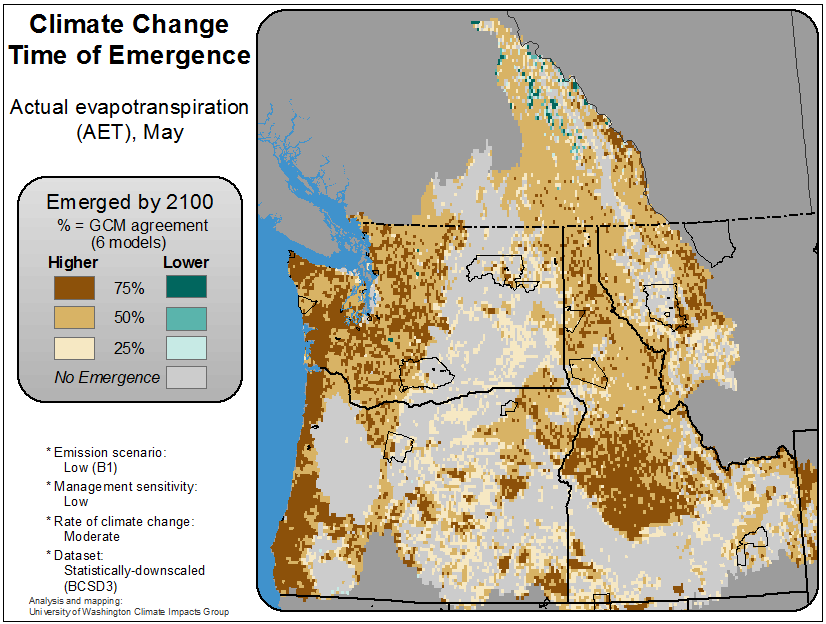 Climate Change
Time of Emergence
Actual evapotranspiration
(AET), May
Emerged by 2100
% = GCM agreement
(6 models)
Higher Lower
75%
50%
25%
No Emergence
* Emission scenario:
Low (B1)
* Management sensitivity:
Low
* Rate of climate change:
Moderate
* Dataset:
Statistically-downscaled
(BCSD3)
Analysis and mapping:
University of Washington Climate Impacts Group